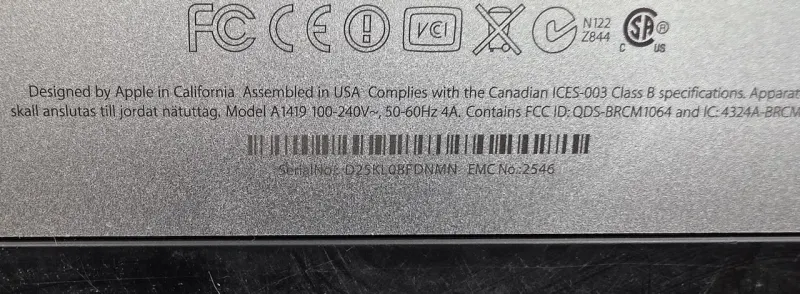 FC CE VCI N122
Z844 C SA ® US
Designed by Apple in California Assembled in USA Complies with the Canadian ICES-003 Class B specifications. Apparat
skall anslutas till jordat nätuttag. Model A1419 100-240V~, 50-60Hz 4A. Contains FCC ID: QDS-BRCM1064 and IC: 4324A-BRCM
Serial No.: D25KL08FDNMN EMC No.: 2546